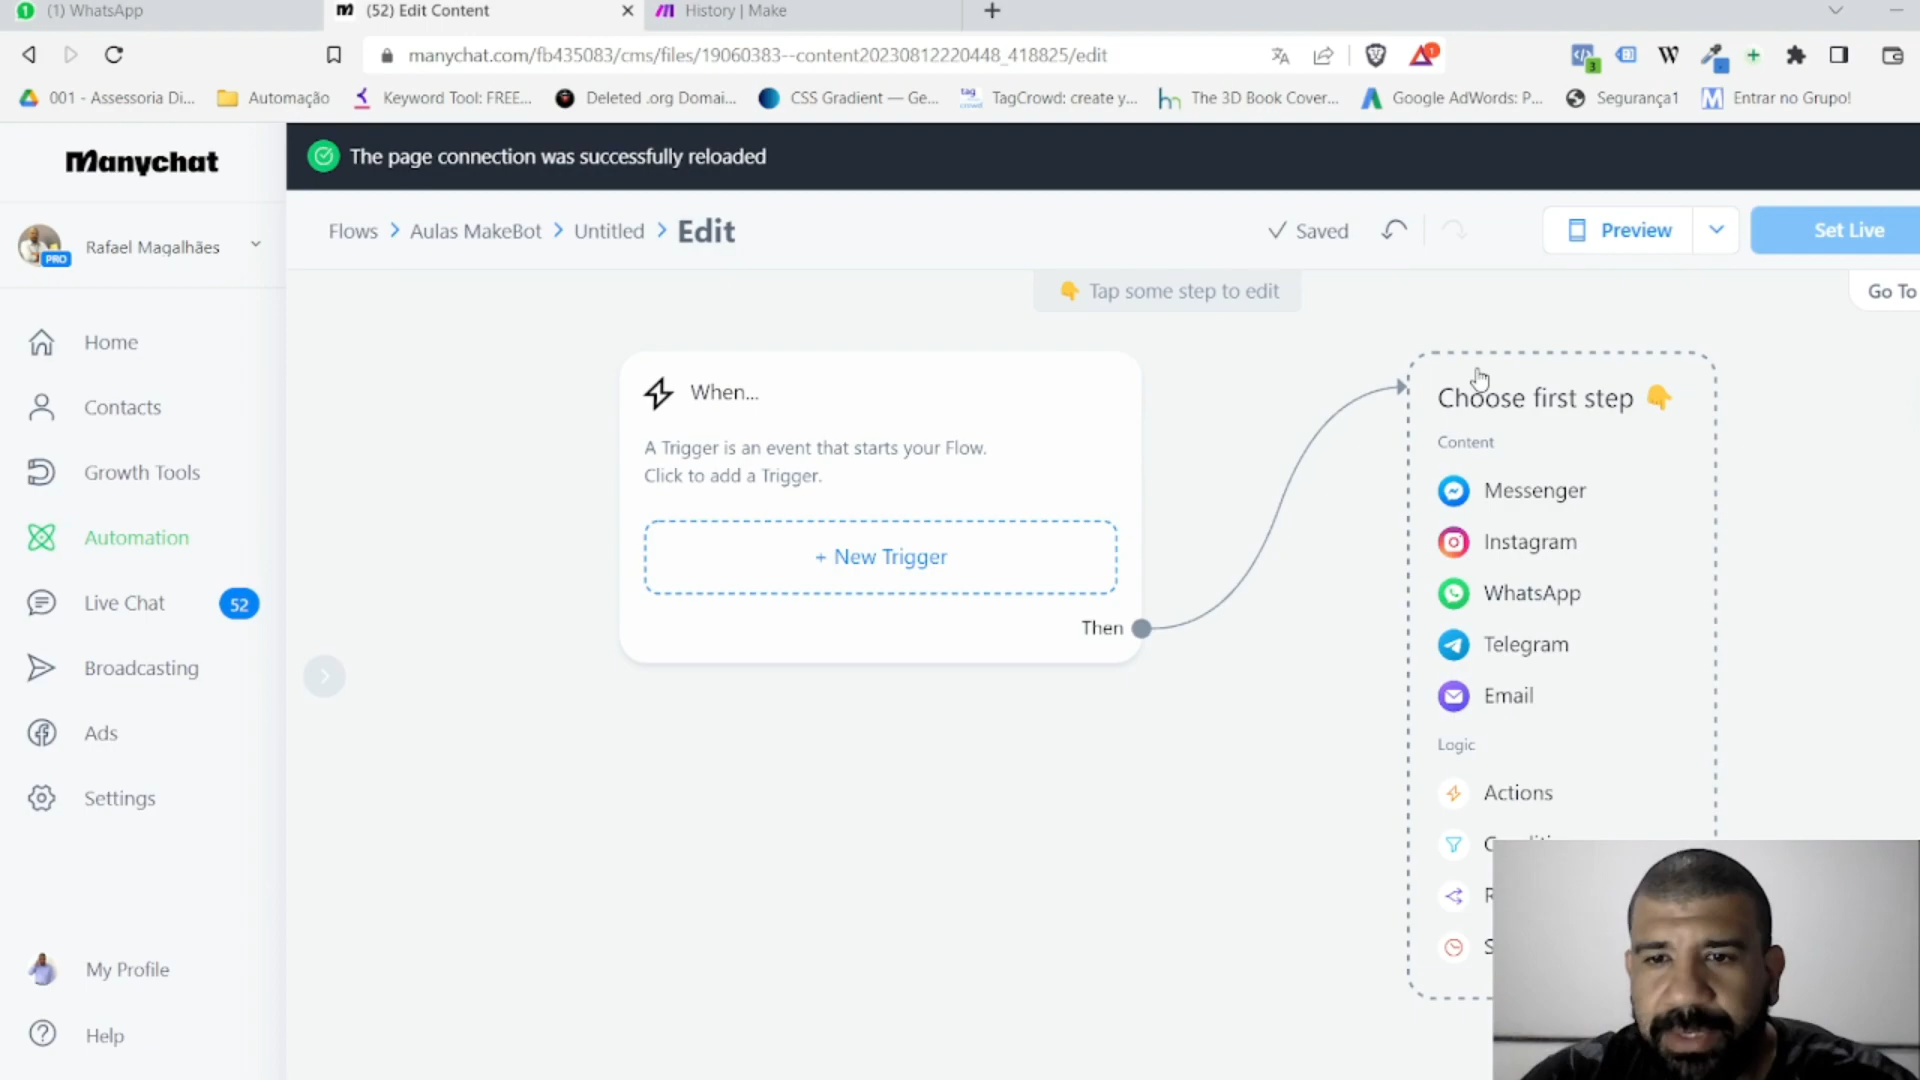 (1) WhatsApp
(52) Edit Content
History | Make
manychat.com/fb435083/cms/files/19060383--content20230812220448_418825/edit
1
3
W
001 - Assessoria Di...
Automação
Keyword Tool: FREE...
Deleted .org Domai...
CSS Gradient — Ge...
tag crowd
TagCrowd: create y...
The 3D Book Cover...
Google AdWords: P...
Segurança1
Entrar no Grupo!
Manychat
The page connection was successfully reloaded
Rafael Magalhães
PRO
Flows > Aulas MakeBot > Untitled > Edit
Saved
Preview
Set Live
Tap some step to edit
Go To
Home
Contacts
Growth Tools
Automation
Live Chat
52
Broadcasting
Ads
Settings
My Profile
Help
When...
A Trigger is an event that starts your Flow.
Click to add a Trigger.
+ New Trigger
Then
Choose first step
Content
Messenger
Instagram
WhatsApp
Telegram
Email
Logic
Actions